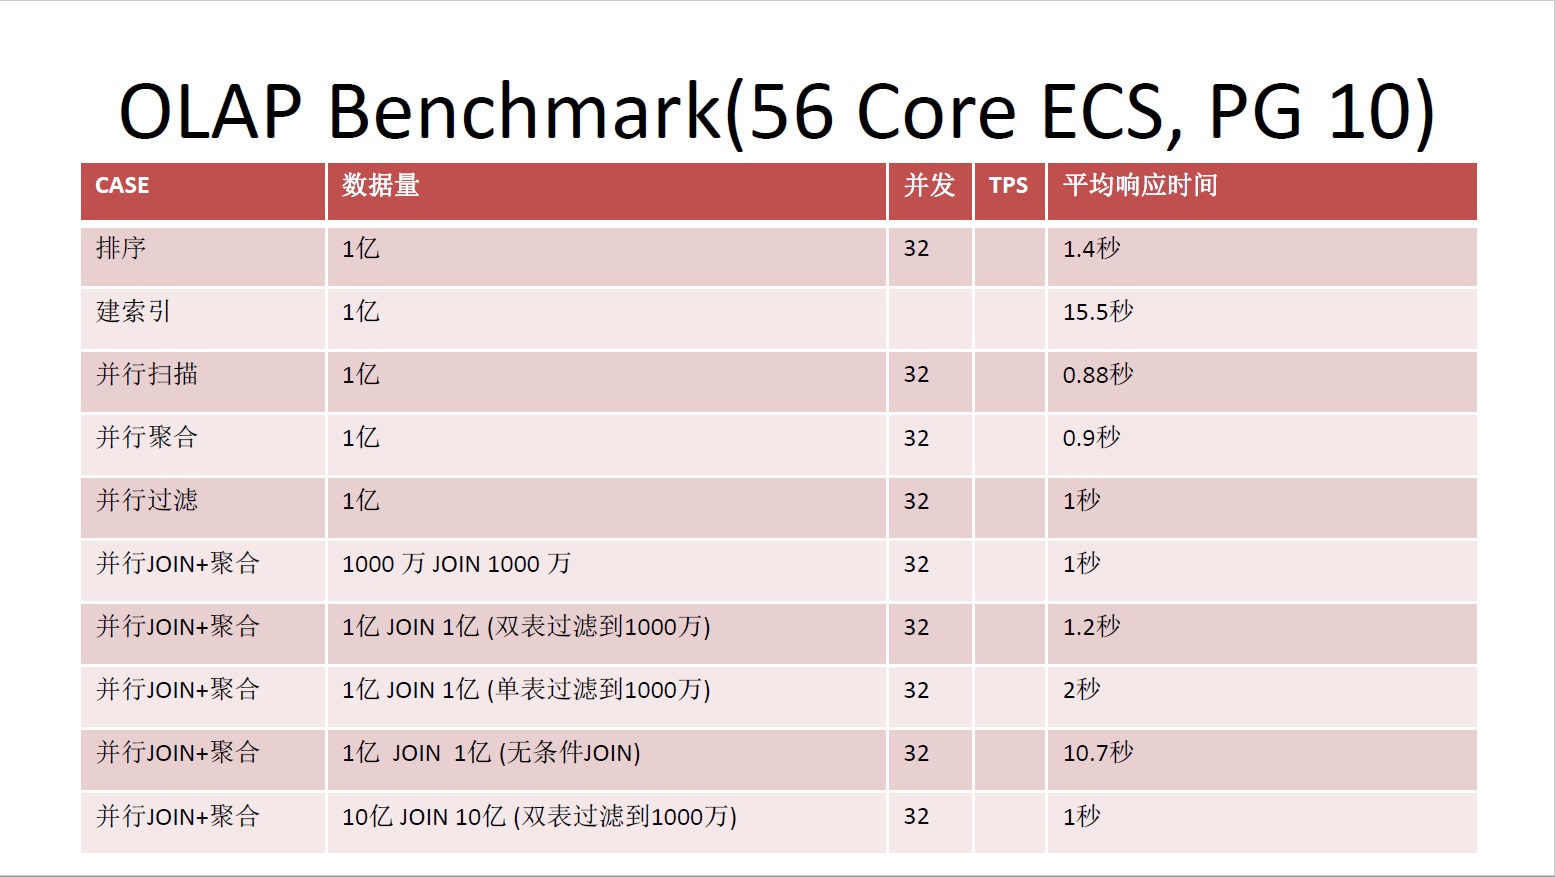 OLAP Benchmark(56 Core ECS, PG 10)
CASE 数据量 并发 TPS 平均响应时间
排序 1亿 32 1.4秒
建索引 1亿 15.5秒
并行扫描 1亿 32 0.88秒
并行聚合 1亿 32 0.9秒
并行过滤 1亿 32 1秒
并行JOIN+聚合 1000 万 JOIN 1000 万 32 1秒
并行JOIN+聚合 1亿 JOIN 1亿 (双表过滤到1000万) 32 1.2秒
并行JOIN+聚合 1亿 JOIN 1亿 (单表过滤到1000万) 32 2秒
并行JOIN+聚合 1亿 JOIN 1亿 (无条件JOIN) 32 10.7秒
并行JOIN+聚合 10亿 JOIN 10亿 (双表过滤到1000万) 32 1秒